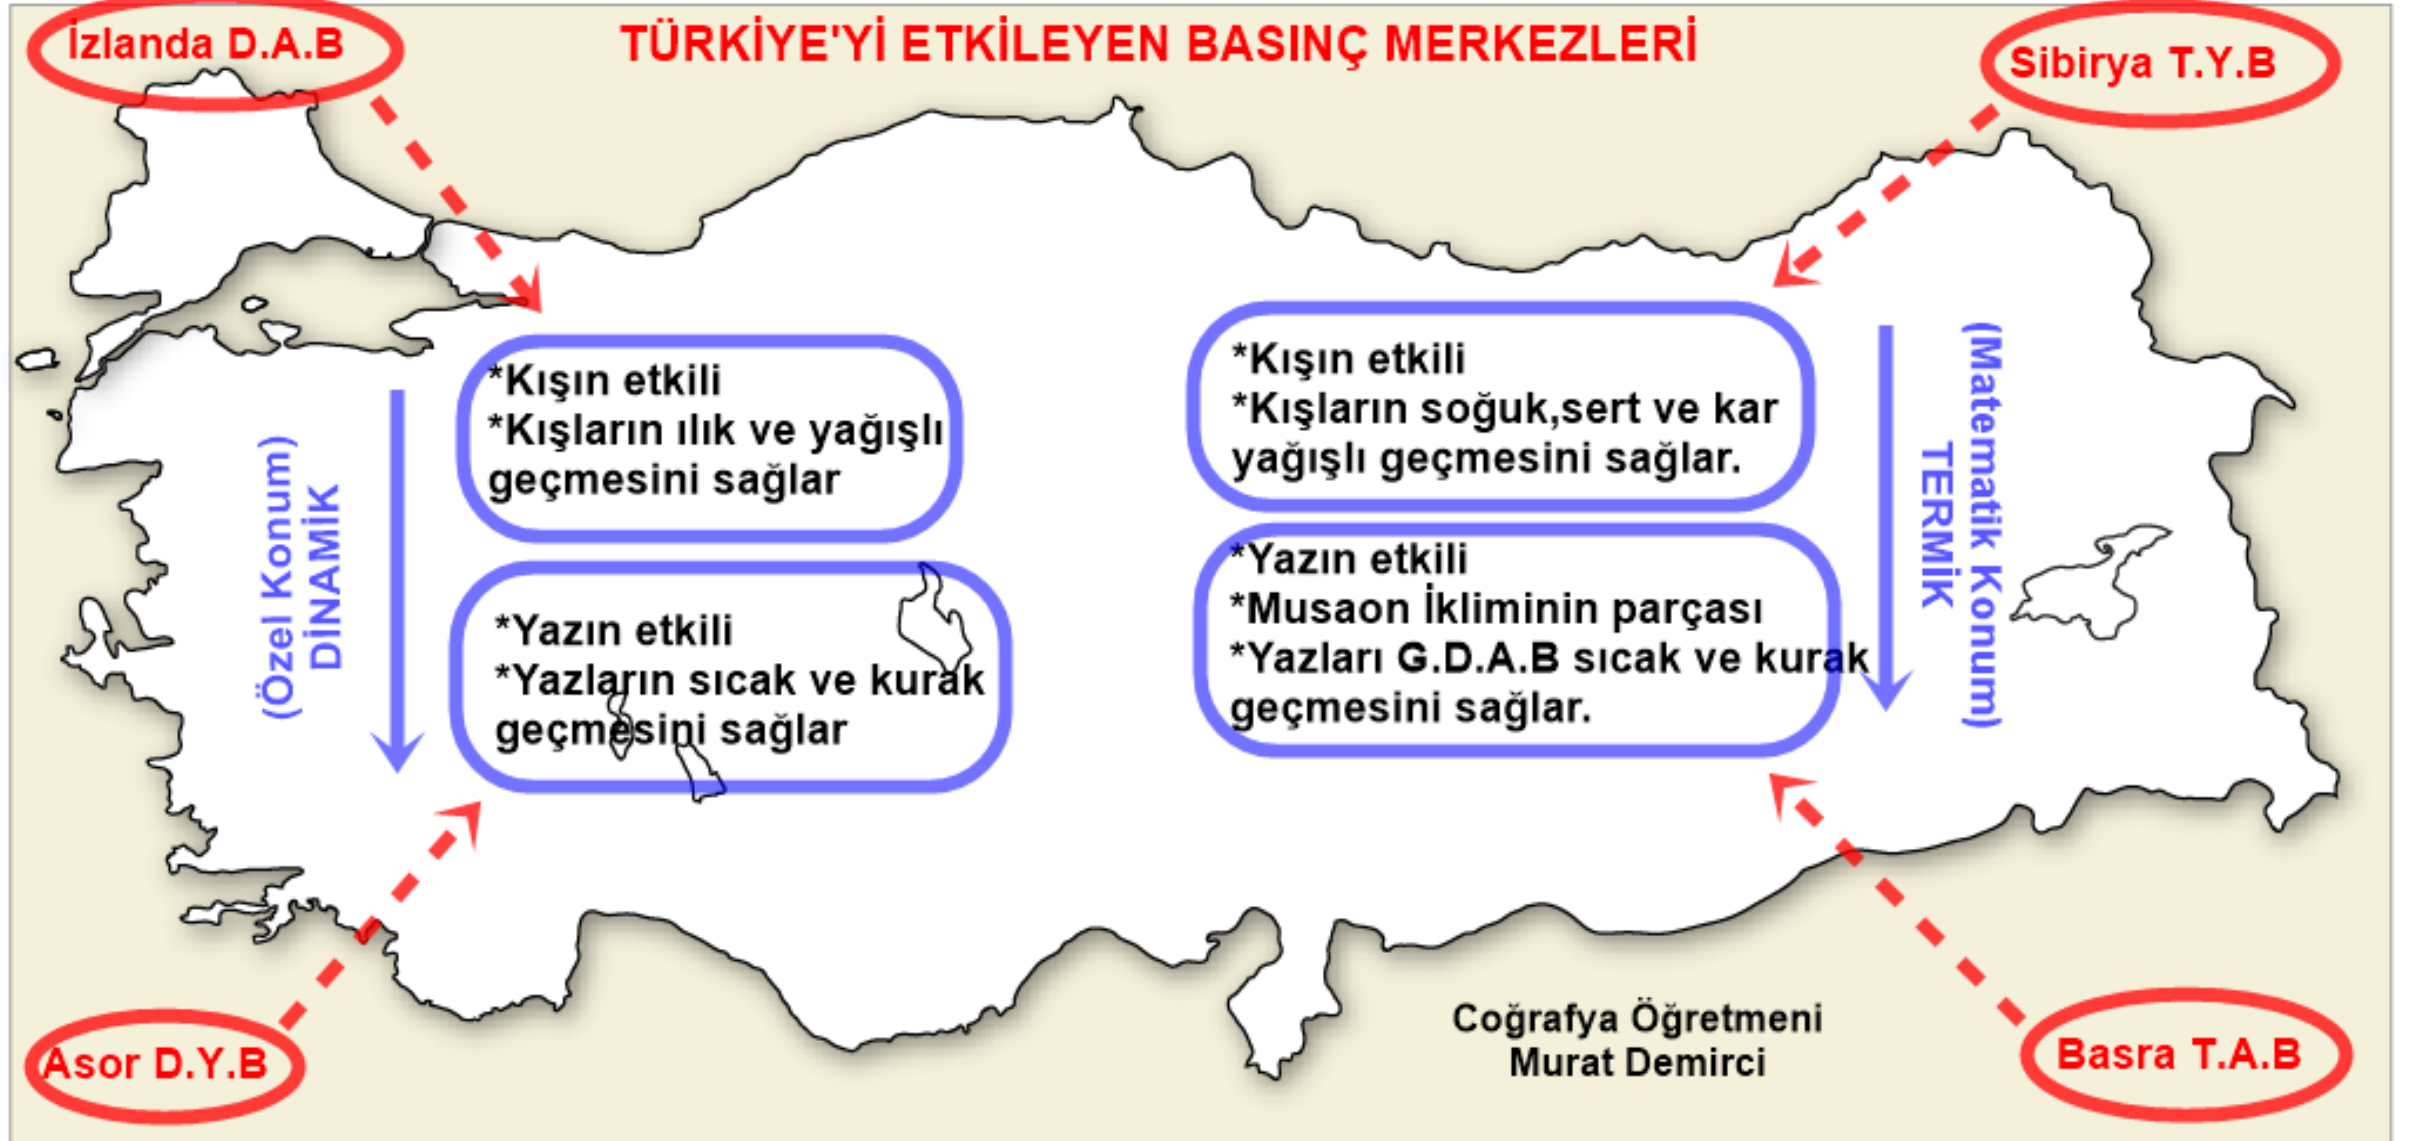 İzlanda D.A.B
TÜRKİYE'Yİ ETKİLEYEN BASINÇ MERKEZLERİ
Sibirya T.Y.B
*Kışın etkili
*Kışların ılık ve yağışlı
geçmesini sağlar
*Kışın etkili
*Kışların soğuk,sert ve kar
yağışlı geçmesini sağlar.
(Özel Konum)
DİNAMİK
(Matematik Konum)
TERMİK
*Yazın etkili
*Yazların sıcak ve kurak
geçmesini sağlar
*Yazın etkili
*Musaon İkliminin parçası
*Yazları G.D.A.B sıcak ve kurak
geçmesini sağlar.
Asor D.Y.B
Coğrafya Öğretmeni
Murat Demirci
Basra T.A.B